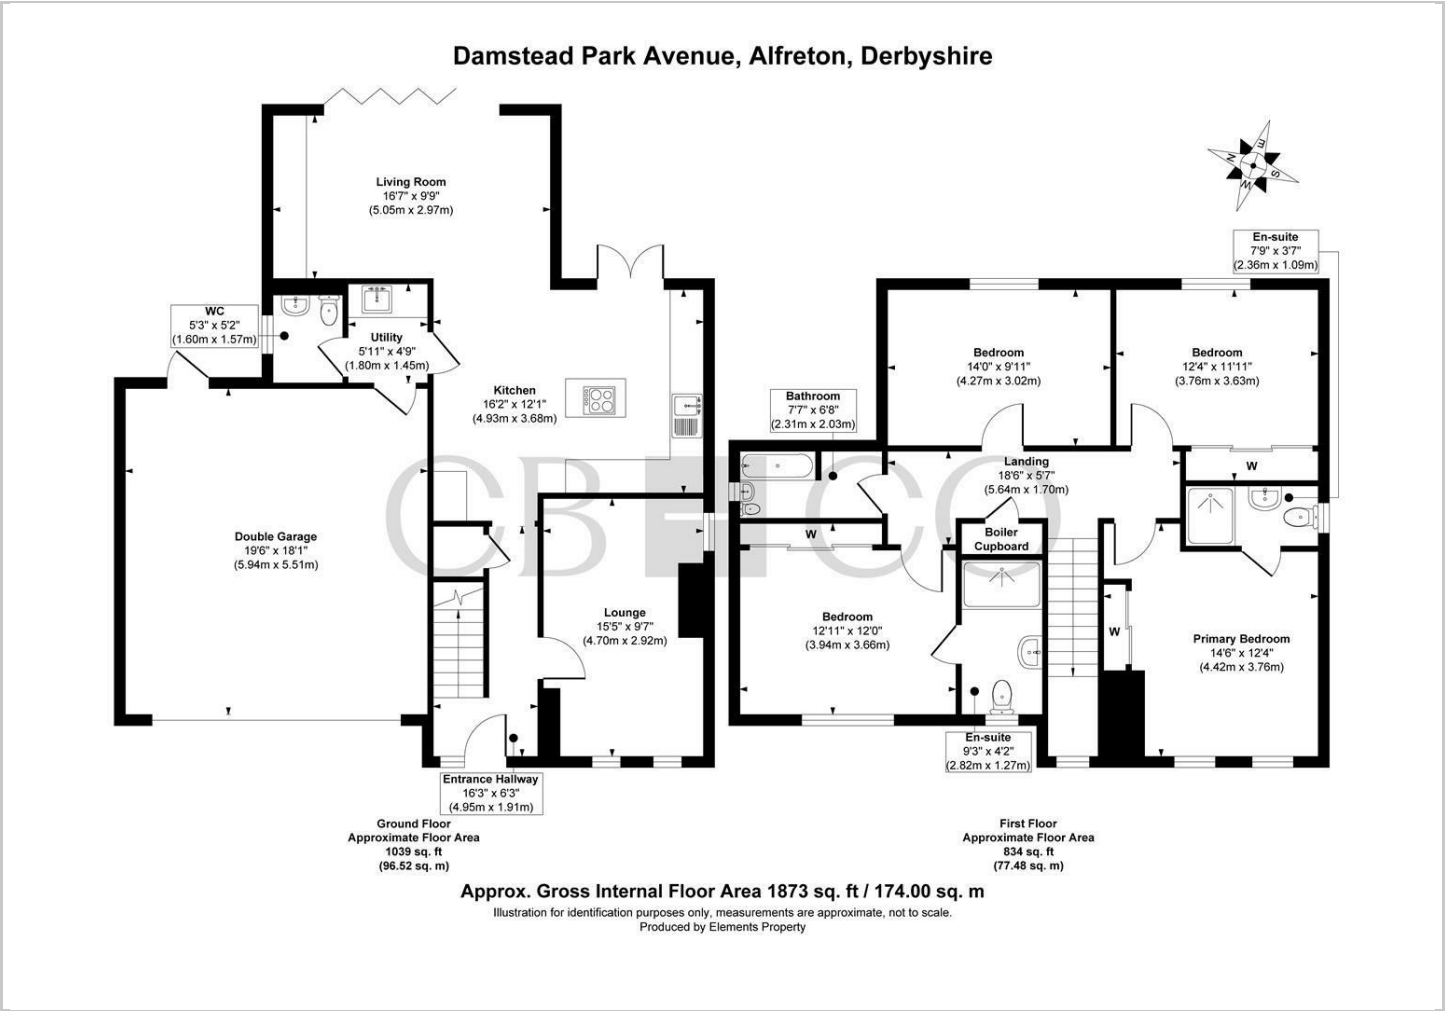 Damstead Park Avenue, Alfreton, Derbyshire
Living Room
16'7" x 9'9"
(5.05m x 2.97m)
N
E
S
W
En-suite
7'9" x 3'7"
(2.36m x 1.09m)
WC
5'3" x 5'2"
(1.60m x 1.57m)
Utility
5'11" x 4'9"
(1.80m x 1.45m)
Kitchen
16'2" x 12'1"
(4.93m x 3.68m)
Bedroom
14'0" x 9'11"
(4.27m x 3.02m)
Bedroom
12'4" x 11'11"
(3.76m x 3.63m)
Bathroom
7'7" x 6'8"
(2.31m x 2.03m)
Landing
18'6" x 5'7"
(5.64m x 1.70m)
W
CB CO
Double Garage
19'6" x 18'1"
(5.94m x 5.51m)
W
Boiler
Cupboard
Lounge
15'5" x 9'7"
(4.70m x 2.92m)
Bedroom
12'11" x 12'0"
(3.94m x 3.66m)
W
Primary Bedroom
14'6" x 12'4"
(4.42m x 3.76m)
En-suite
9'3" x 4'2"
(2.82m x 1.27m)
Entrance Hallway
16'3" x 6'3"
(4.95m x 1.91m)
Ground Floor
Approximate Floor Area
1039 sq. ft
(96.52 sq. m)
First Floor
Approximate Floor Area
834 sq. ft
(77.48 sq. m)
Approx. Gross Internal Floor Area 1873 sq. ft / 174.00 sq. m
Illustration for identification purposes only, measurements are approximate, not to scale.
Produced by Elements Property